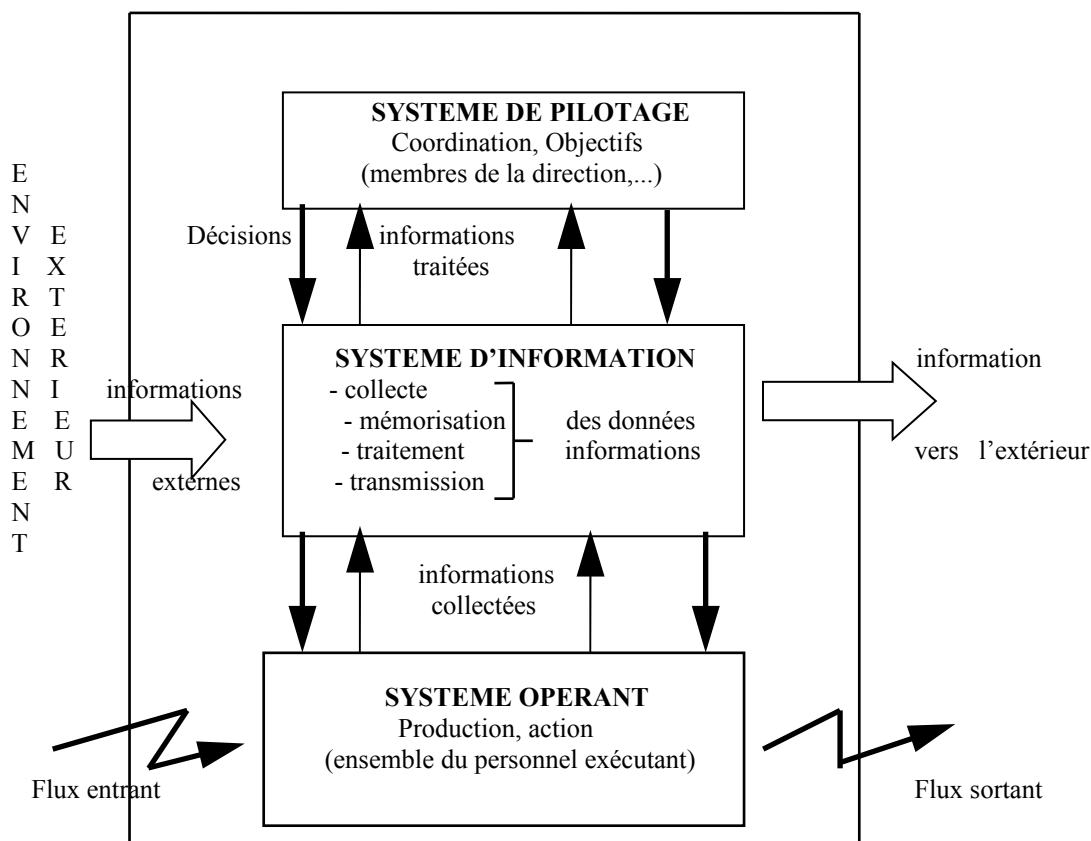 SYSTEME DE PILOTAGE
Coordination, Objectifs
(membres de la direction,...)
ENVIRONNEMENT
EXTERIEUR
Décisions
informations
traitées
SYSTEME D’INFORMATION
- collecte
- mémorisation
- traitement
- transmission
des données
informations
informations
externes
information
vers l’extérieur
informations
collectées
SYSTEME OPERANT
Production, action
(ensemble du personnel exécutant)
Flux entrant
Flux sortant